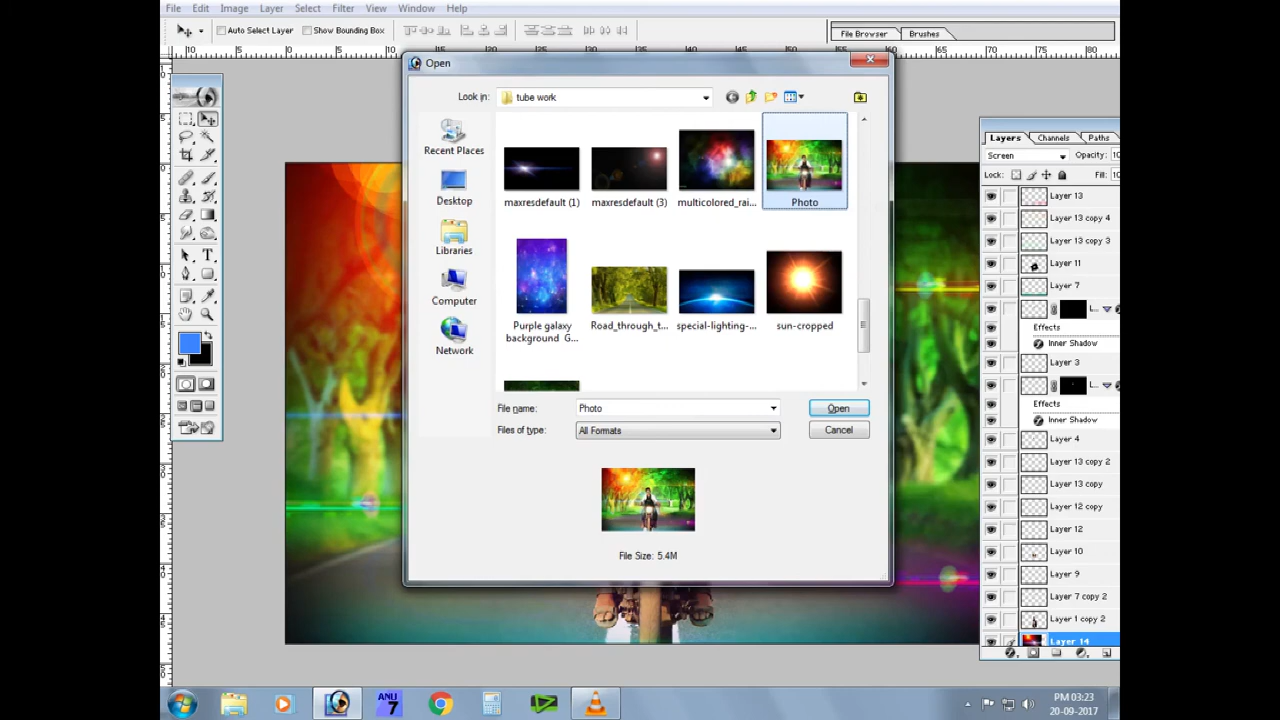 File Edit Image Layer Select Filter View Window Help
Auto Select Layer Show Bounding Box
File Browser Brushes
Open
Look in: tube work
Recent Places
Desktop
Libraries
Computer
Network
maxresdefault (1) maxresdefault (3) multicolored_rai... Photo
Purple galaxy
background G... Road_through_t... special-lighting-... sun-cropped
File name: Photo Open
Files of type: All Formats Cancel
File Size: 5.4M
Layers Channels Paths
Screen Opacity:
Lock: Fill:
Layer 13
Layer 13 copy 4
Layer 13 copy 3
Layer 11
Layer 7
L...
Effects
Inner Shadow
Layer 3
L...
Effects
Inner Shadow
Layer 4
Layer 13 copy 2
Layer 13 copy
Layer 12 copy
Layer 12
Layer 10
Layer 9
Layer 7 copy 2
Layer 1 copy 2
Layer 14
ANU
7
PM 03:23
20-09-2017